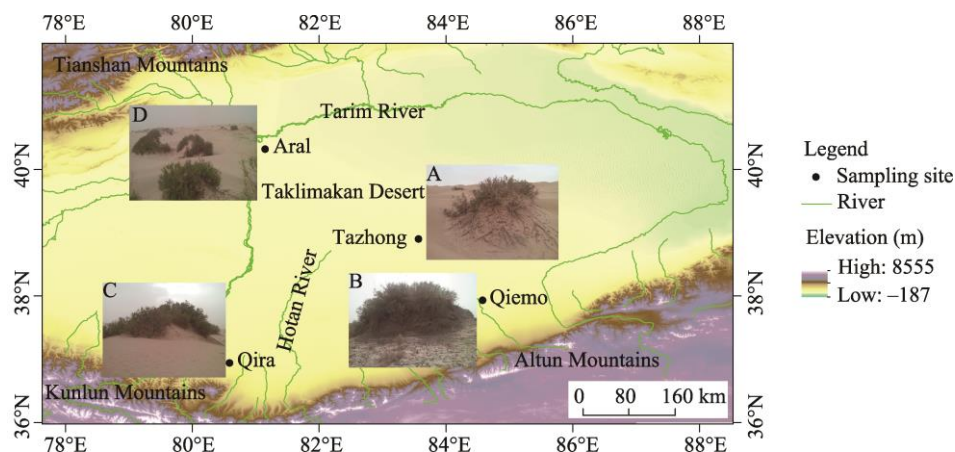 78°E 80°E 82°E 84°E 86°E 88°E
Tianshan Mountains
D
Tarim River
Aral
40°N 40°N
A
Taklimakan Desert
Tazhong
Legend
Sampling site
River
Elevation (m)
High: 8555
Low: –187
38°N 38°N
C
Hotan River
B
Qiemo
Qira
Altun Mountains
Kunlun Mountains
0 80 160 km
36°N 36°N
78°E 80°E 82°E 84°E 86°E 88°E